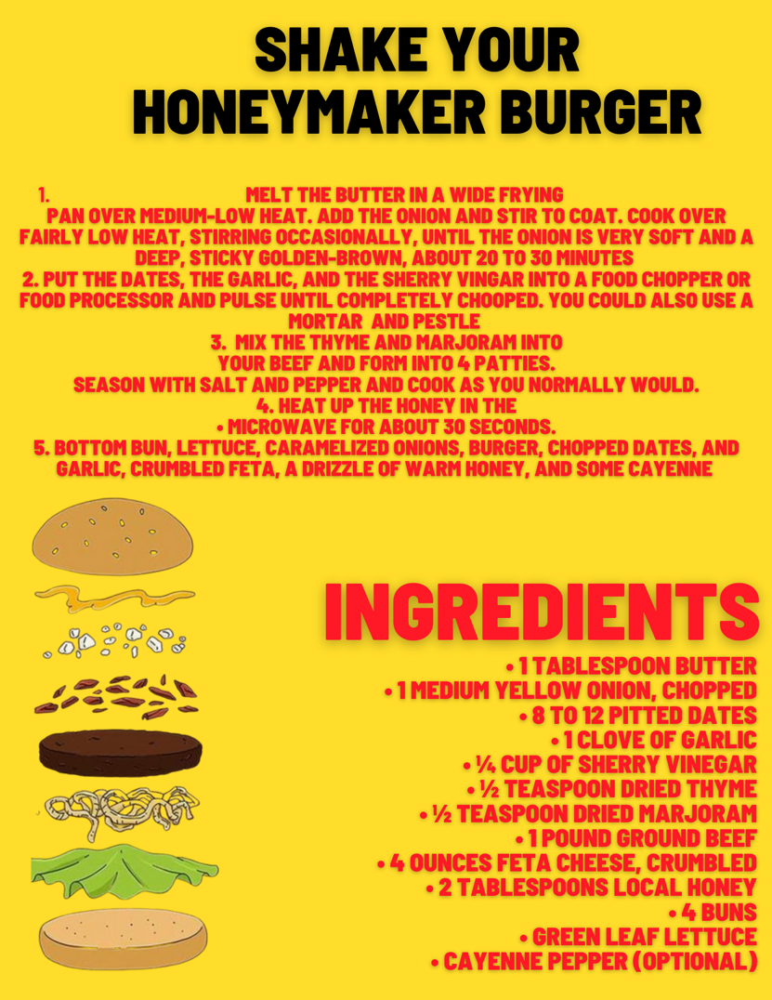 SHAKE YOUR
HONEYMAKER BURGER
1. MELT THE BUTTER IN A WIDE FRYING
PAN OVER MEDIUM-LOW HEAT. ADD THE ONION AND STIR TO COAT. COOK OVER
FAIRLY LOW HEAT, STIRRING OCCASIONALLY, UNTIL THE ONION IS VERY SOFT AND A
DEEP, STICKY GOLDEN-BROWN, ABOUT 20 TO 30 MINUTES
2. PUT THE DATES, THE GARLIC, AND THE SHERRY VINGAR INTO A FOOD CHOPPER OR
FOOD PROCESSOR AND PULSE UNTIL COMPLETELY CHOOPED. YOU COULD ALSO USE A
MORTAR AND PESTLE
3. MIX THE THYME AND MARJORAM INTO
YOUR BEEF AND FORM INTO 4 PATTIES.
SEASON WITH SALT AND PEPPER AND COOK AS YOU NORMALLY WOULD.
4. HEAT UP THE HONEY IN THE
• MICROWAVE FOR ABOUT 30 SECONDS.
5. BOTTOM BUN, LETTUCE, CARAMELIZED ONIONS, BURGER, CHOPPED DATES, AND
GARLIC, CRUMBLED FETA, A DRIZZLE OF WARM HONEY, AND SOME CAYENNE
INGREDIENTS
• 1 TABLESPOON BUTTER
• 1 MEDIUM YELLOW ONION, CHOPPED
• 8 TO 12 PITTED DATES
• 1 CLOVE OF GARLIC
• ¼ CUP OF SHERRY VINEGAR
• ½ TEASPOON DRIED THYME
• ½ TEASPOON DRIED MARJORAM
• 1 POUND GROUND BEEF
• 4 OUNCES FETA CHEESE, CRUMBLED
• 2 TABLESPOONS LOCAL HONEY
• 4 BUNS
• GREEN LEAF LETTUCE
• CAYENNE PEPPER (OPTIONAL)